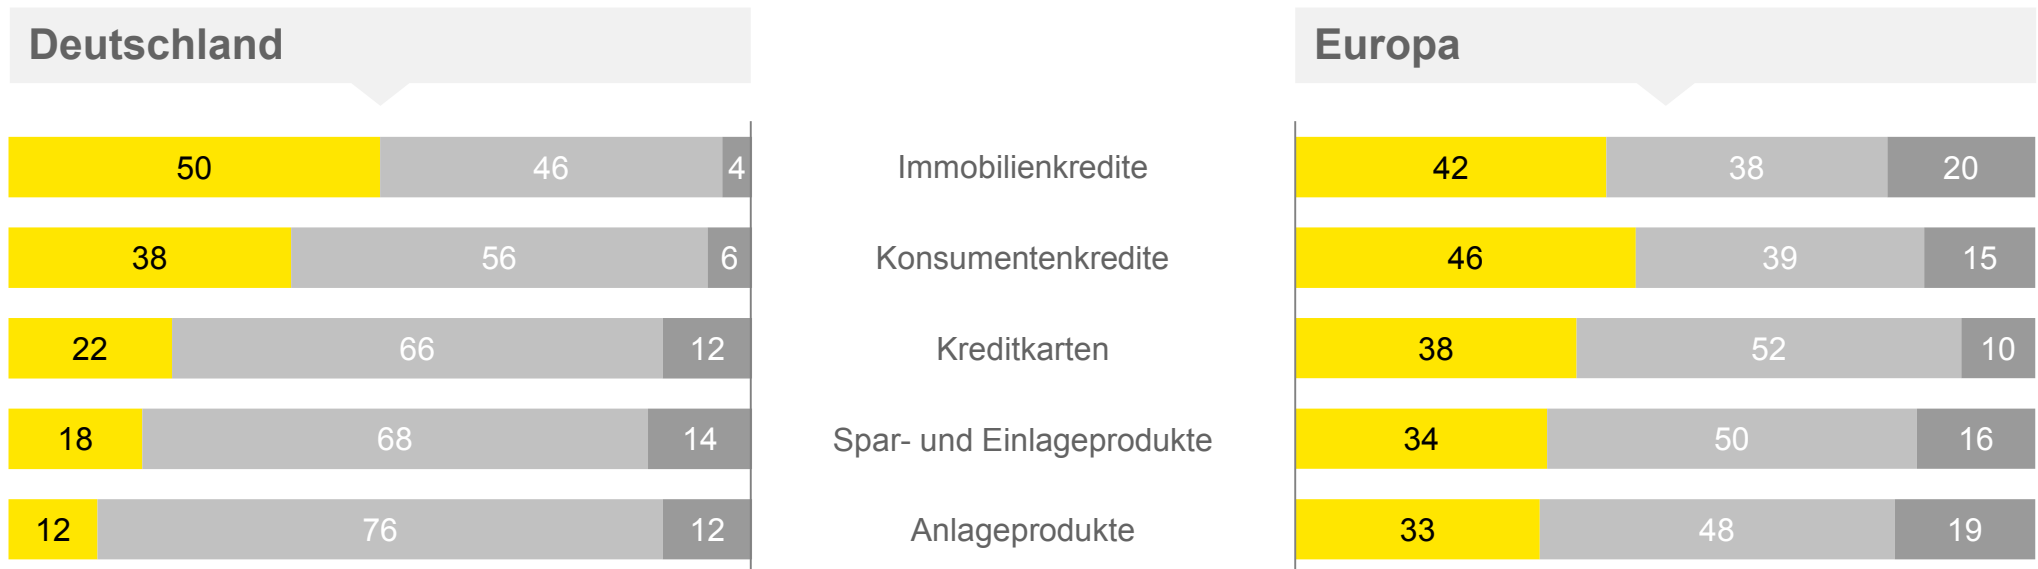 Deutschland Europa
50 46 4 Immobilienkredite 42 38 20
38 56 6 Konsumentenkredite 46 39 15
22 66 12 Kreditkarten 38 52 10
18 68 14 Spar- und Einlageprodukte 34 50 16
12 76 12 Anlageprodukte 33 48 19